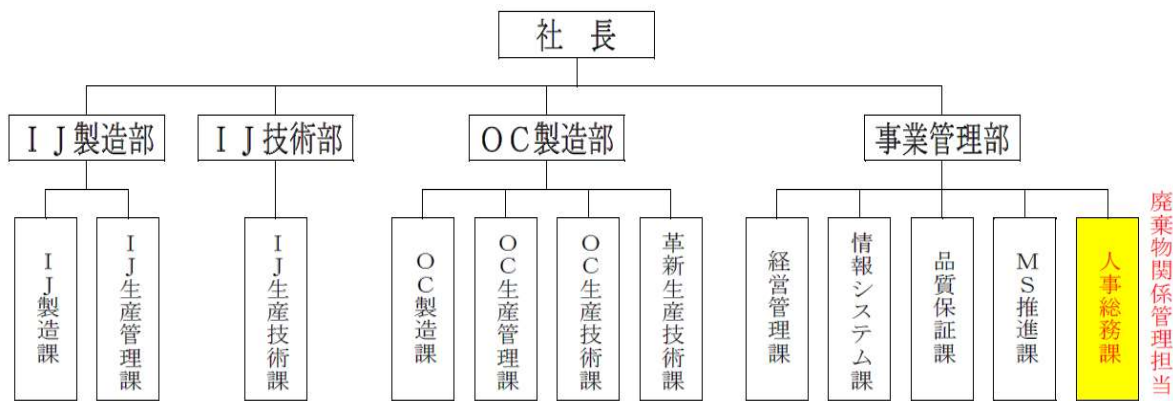 社 長
ＩＪ製造部
ＩＪ技術部
ＯＣ製造部
事業管理部
ＩＪ製造課
ＩＪ生産管理課
ＩＪ生産技術課
ＯＣ製造課
ＯＣ生産管理課
ＯＣ生産技術課
革新生産技術課
経営管理課
情報システム課
品質保証課
ＭＳ推進課
人事総務課
廃棄物関係管理担当